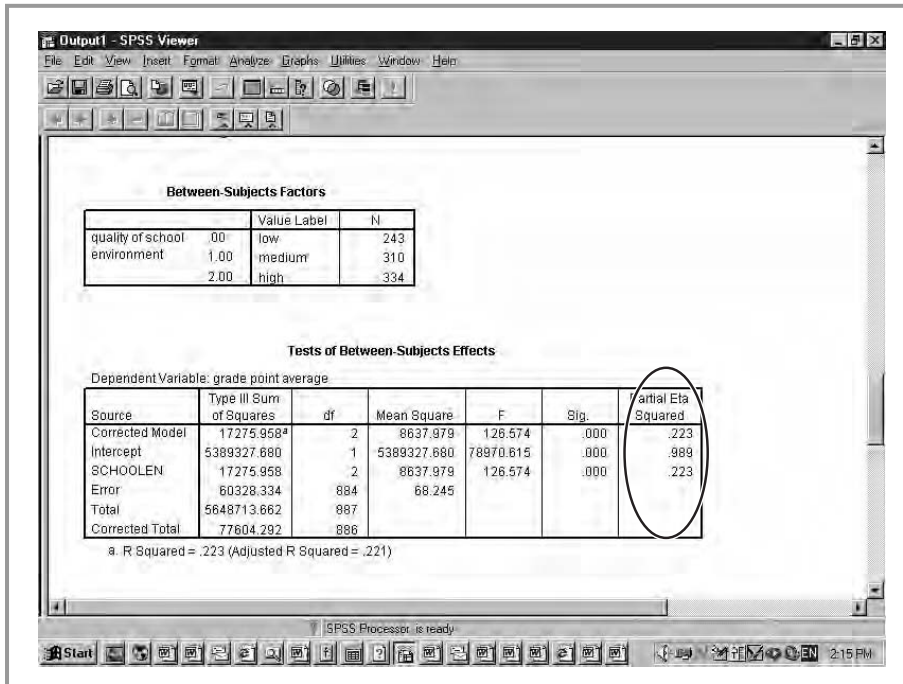 Output1 - SPSS Viewer
File Edit View Insert Format Analyze Graphs Utilities Window Help
Between-Subjects Factors
Value Label N
quality of school environment .00 low 243
1.00 medium 310
2.00 high 334
Tests of Between-Subjects Effects
Dependent Variable: grade point average
Source Type III Sum of Squares df Mean Square F Sig. Partial Eta Squared
Corrected Model 17275.958a 2 8637.979 126.574 .000 .223
Intercept 5389327.680 1 5389327.680 78970.615 .000 .989
SCHOOLEN 17275.958 2 8637.979 126.574 .000 .223
Error 60328.334 884 68.245
Total 5648713.662 887
Corrected Total 77604.292 886
a. R Squared = .223 (Adjusted R Squared = .221)
SPSS Processor is ready
Start EN 2:15 PM